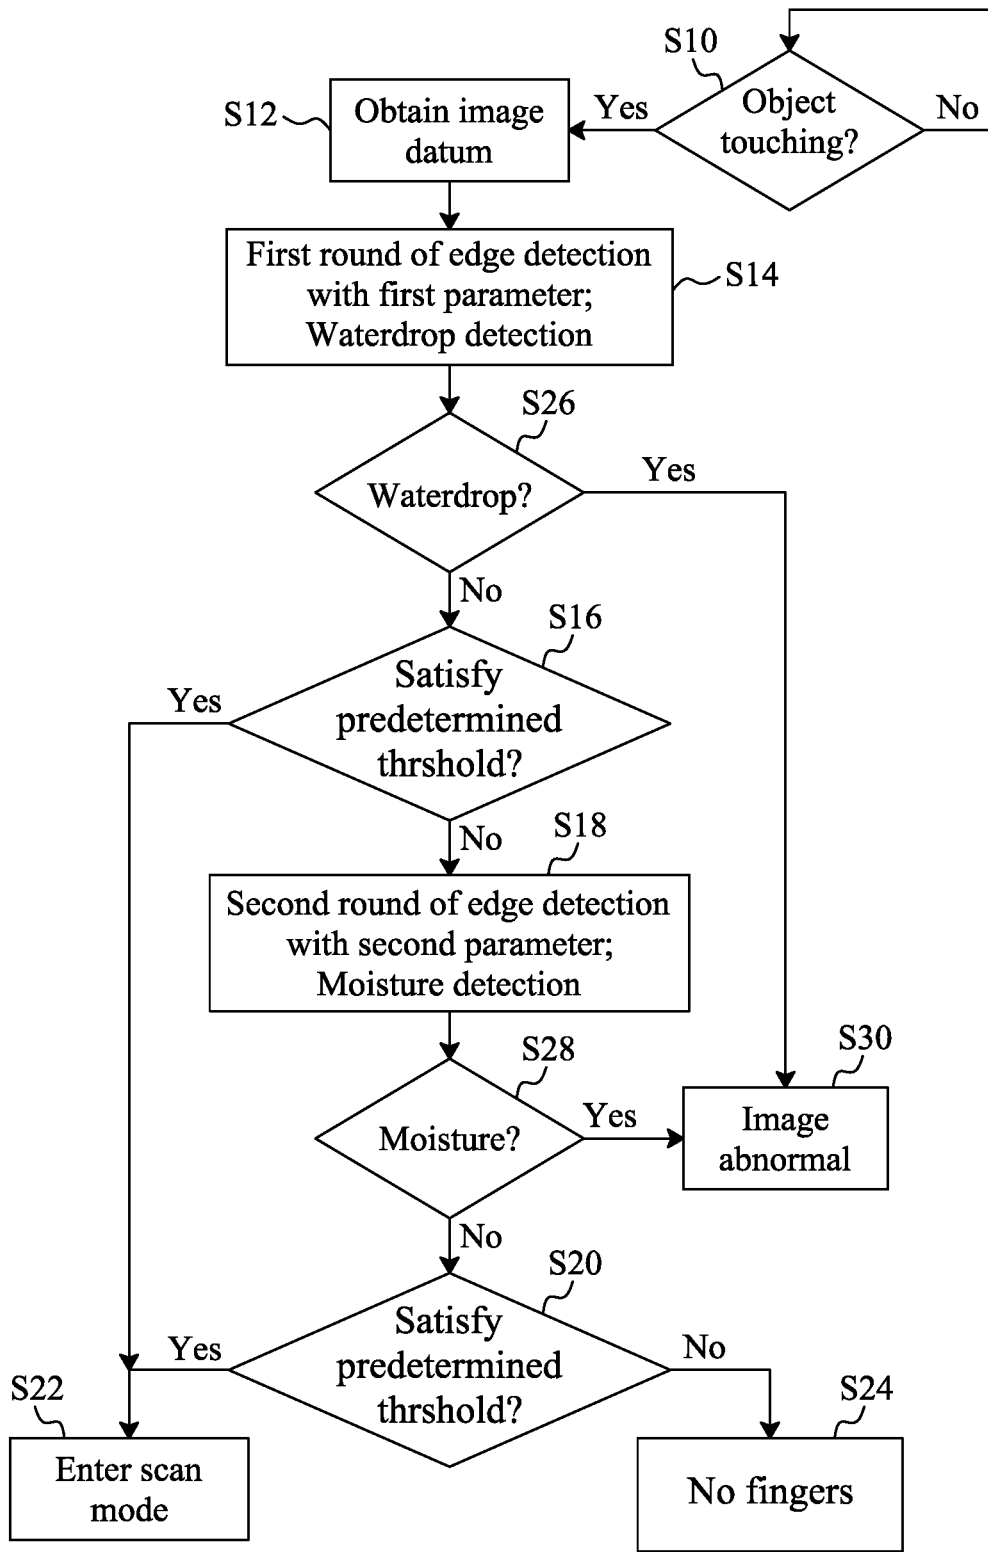 S10
Object
touching?
Yes
No
S12
Obtain image
datum
First round of edge detection
with first parameter;
Waterdrop detection
S14
S26
Waterdrop?
Yes
No
S16
Satisfy
predetermined
thrshold?
Yes
No
S18
Second round of edge detection
with second parameter;
Moisture detection
S28
Moisture?
Yes
S30
Image
abnormal
No
S20
Satisfy
predetermined
thrshold?
Yes
No
S22
Enter scan
mode
S24
No fingers